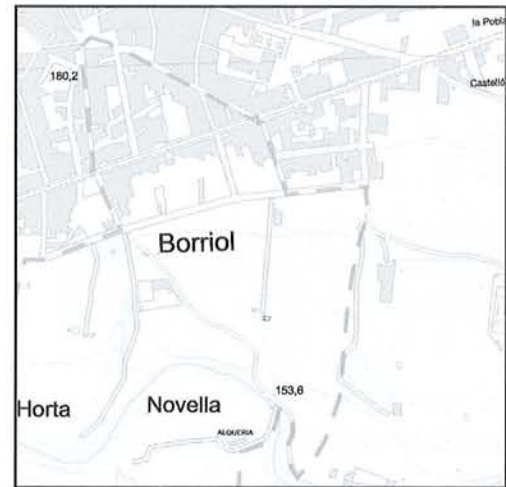 la Pobla
180,2
Castelló
Borriol
153,6
Horta
Novella
ALQUERIA